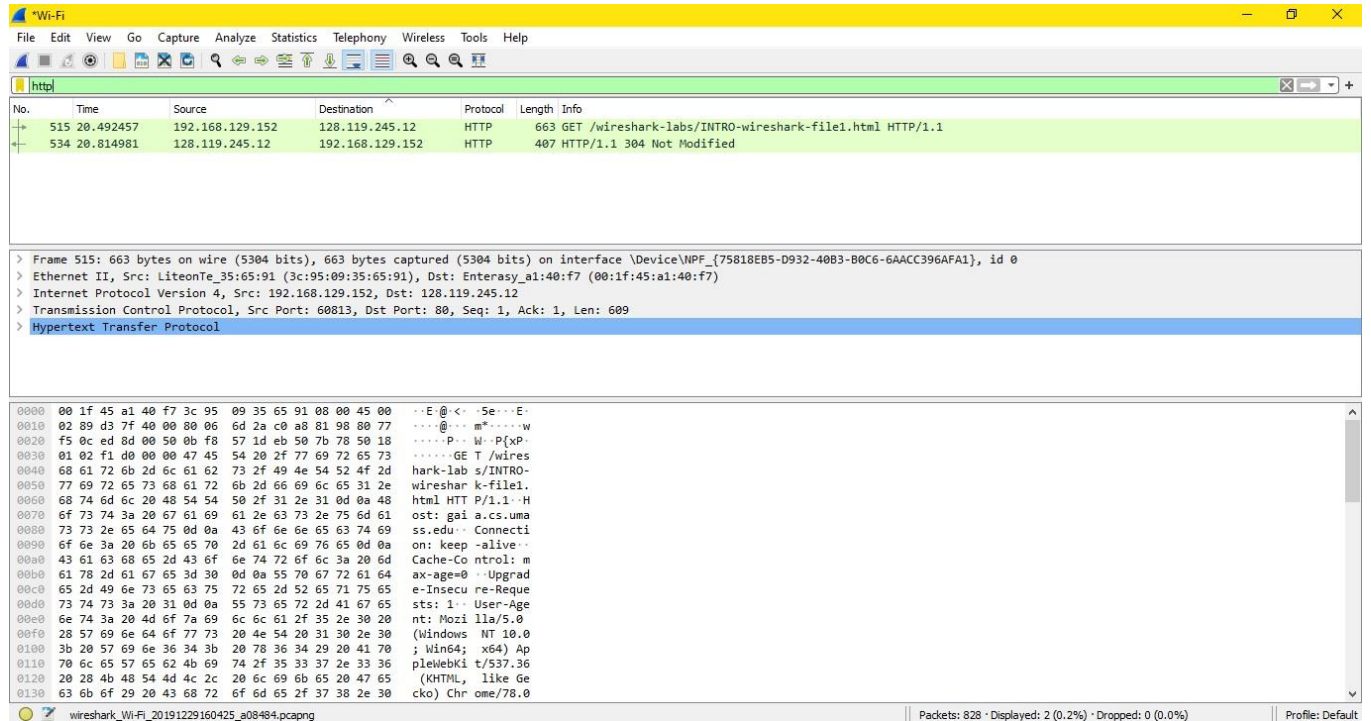 *Wi-Fi
File Edit View Go Capture Analyze Statistics Telephony Wireless Tools Help
http
No. Time Source Destination Protocol Length Info
515 20.492457 192.168.129.152 128.119.245.12 HTTP 663 GET /wireshark-labs/INTRO-wireshark-file1.html HTTP/1.1
534 20.814981 128.119.245.12 192.168.129.152 HTTP 407 HTTP/1.1 304 Not Modified
> Frame 515: 663 bytes on wire (5304 bits), 663 bytes captured (5304 bits) on interface \Device\NPF_{75818EB5-D932-40B3-B0C6-6AACC396AFA1}, id 0
> Ethernet II, Src: LiteonTe_35:65:91 (3c:95:09:35:65:91), Dst: Enterasy_a1:40:f7 (00:1f:45:a1:40:f7)
> Internet Protocol Version 4, Src: 192.168.129.152, Dst: 128.119.245.12
> Transmission Control Protocol, Src Port: 60813, Dst Port: 80, Seq: 1, Ack: 1, Len: 609
> Hypertext Transfer Protocol
0000 00 1f 45 a1 40 f7 3c 95 09 35 65 91 08 00 45 00 ··E·@·<· ·5e···E·
0010 02 89 d3 7f 40 00 80 06 6d 2a c0 a8 81 98 80 77 ····@··· m*·····w
0020 f5 0c ed 8d 00 50 0b f8 57 1d eb 50 7b 78 50 18 ·····P·· W··P{xP·
0030 01 02 f1 d0 00 00 47 45 54 20 2f 77 69 72 65 73 ······GE T /wires
0040 68 61 72 6b 2d 6c 61 62 73 2f 49 4e 54 52 4f 2d hark-lab s/INTRO-
0050 77 69 72 65 73 68 61 72 6b 2d 66 69 6c 65 31 2e wireshar k-file1.
0060 68 74 6d 6c 20 48 54 54 50 2f 31 2e 31 0d 0a 48 html HTT P/1.1··H
0070 6f 73 74 3a 20 67 61 69 61 2e 63 73 2e 75 6d 61 ost: gai a.cs.uma
0080 73 73 2e 65 64 75 0d 0a 43 6f 6e 6e 65 63 74 69 ss.edu·· Connecti
0090 6f 6e 3a 20 6b 65 65 70 2d 61 6c 69 76 65 0d 0a on: keep -alive··
00a0 43 61 63 68 65 2d 43 6f 6e 74 72 6f 6c 3a 20 6d Cache-Co ntrol: m
00b0 61 78 2d 61 67 65 3d 30 0d 0a 55 70 67 72 61 64 ax-age=0 ··Upgrad
00c0 65 2d 49 6e 73 65 63 75 72 65 2d 52 65 71 75 65 e-Insecu re-Reque
00d0 73 74 73 3a 20 31 0d 0a 55 73 65 72 2d 41 67 65 sts: 1·· User-Age
00e0 6e 74 3a 20 4d 6f 7a 69 6c 6c 61 2f 35 2e 30 20 nt: Mozi lla/5.0
00f0 28 57 69 6e 64 6f 77 73 20 4e 54 20 31 30 2e 30 (Windows NT 10.0
0100 3b 20 57 69 6e 36 34 3b 20 78 36 34 29 20 41 70 ; Win64; x64) Ap
0110 70 6c 65 57 65 62 4b 69 74 2f 35 33 37 2e 33 36 pleWebKi t/537.36
0120 20 28 4b 48 54 4d 4c 2c 20 6c 69 6b 65 20 47 65 (KHTML, like Ge
0130 63 6b 6f 29 20 43 68 72 6f 6d 65 2f 37 38 2e 30 cko) Chr ome/78.0
wireshark_Wi-Fi_20191229160425_a08484.pcapng Packets: 828 · Displayed: 2 (0.2%) · Dropped: 0 (0.0%) Profile: Default